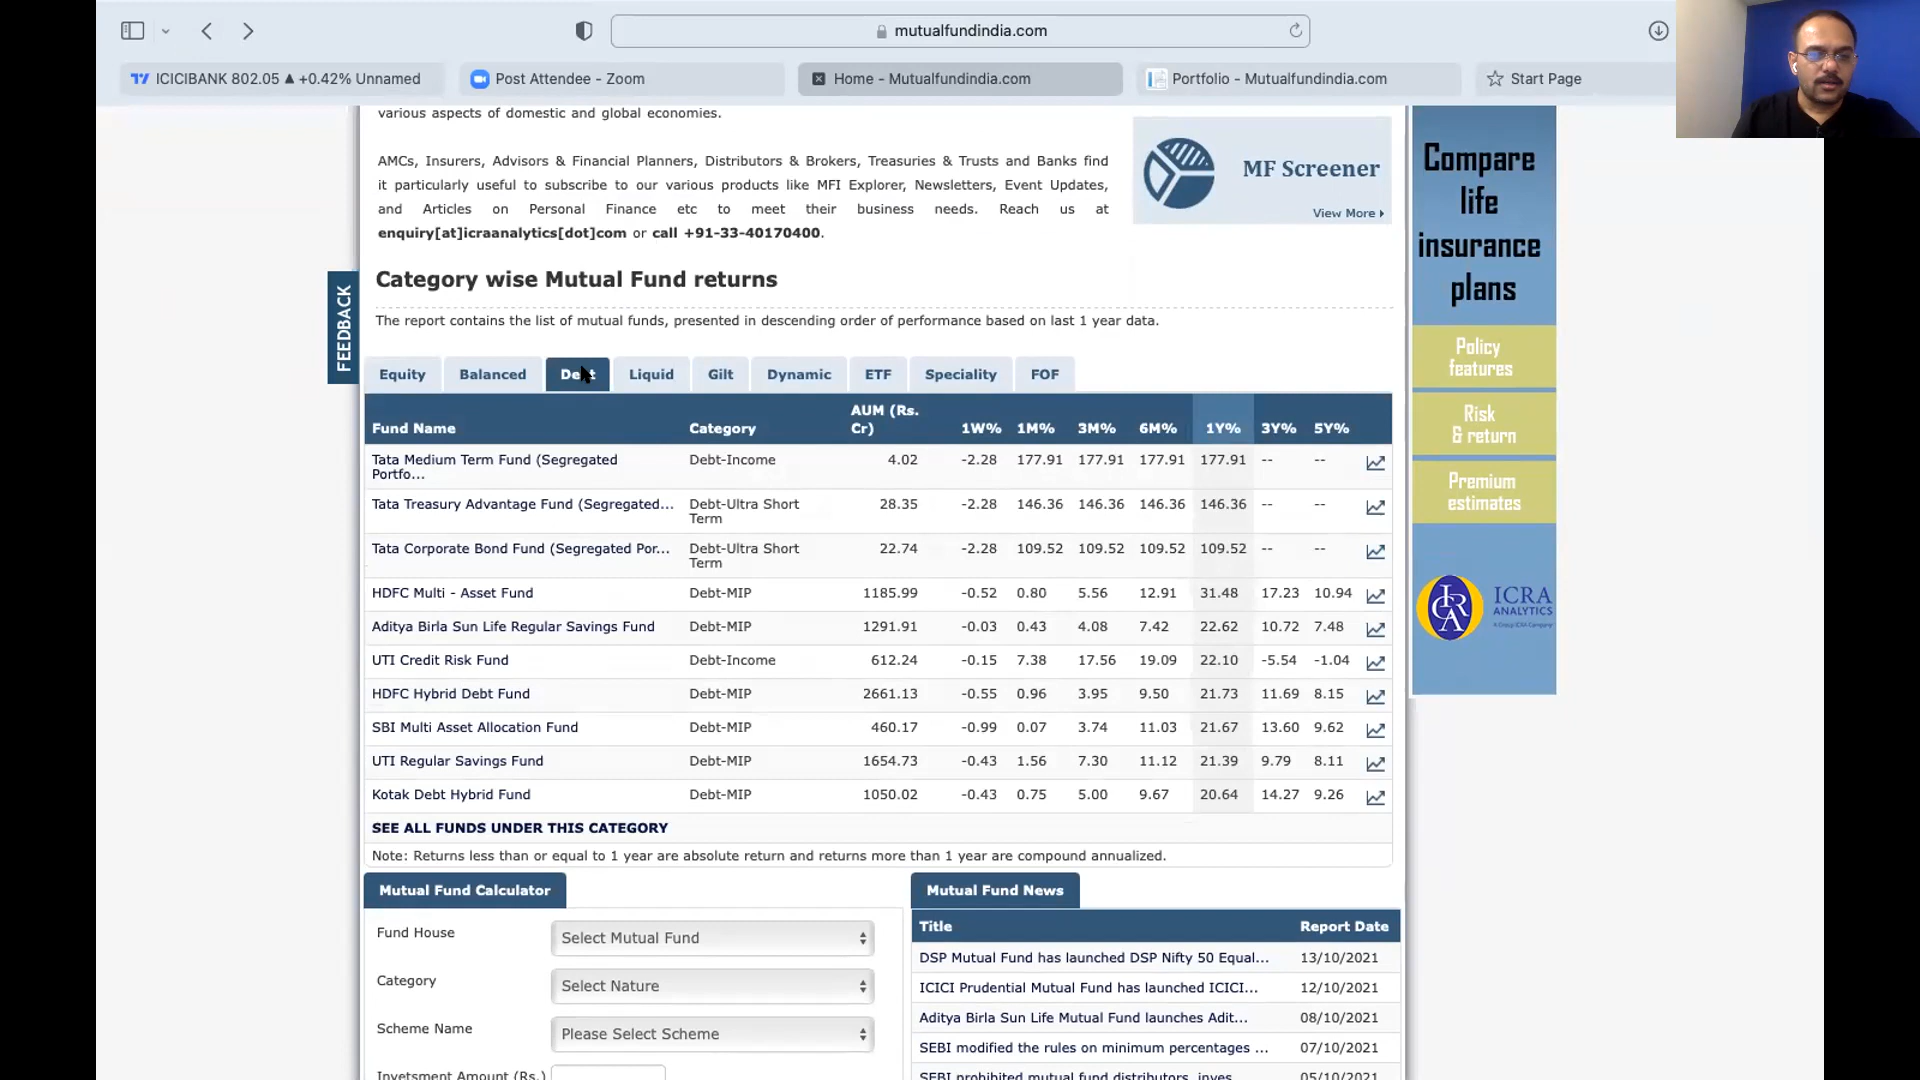 mutualfundindia.com
ICICIBANK 802.05 ▲ +0.42% Unnamed
Post Attendee - Zoom
Home - Mutualfundindia.com
Portfolio - Mutualfundindia.com
Start Page
various aspects of domestic and global economies.
AMCs, Insurers, Advisors & Financial Planners, Distributors & Brokers, Treasuries & Trusts and Banks find
it particularly useful to subscribe to our various products like MFI Explorer, Newsletters, Event Updates,
and Articles on Personal Finance etc to meet their business needs. Reach us at
enquiry[at]icraanalytics[dot]com or call +91-33-40170400.
MF Screener
View More
Compare
life
insurance
plans
Policy
features
Risk
& return
Premium
estimates
ICRA
ICRA
ANALYTICS
A Group ICRA Company
FEEDBACK
Category wise Mutual Fund returns
The report contains the list of mutual funds, presented in descending order of performance based on last 1 year data.
Equity Balanced Debt Liquid Gilt Dynamic ETF Speciality FOF
Fund Name Category AUM (Rs. Cr) 1W% 1M% 3M% 6M% 1Y% 3Y% 5Y%
Tata Medium Term Fund (Segregated Portfo... Debt-Income 4.02 -2.28 177.91 177.91 177.91 177.91 -- --
Tata Treasury Advantage Fund (Segregated... Debt-Ultra Short Term 28.35 -2.28 146.36 146.36 146.36 146.36 -- --
Tata Corporate Bond Fund (Segregated Por... Debt-Ultra Short Term 22.74 -2.28 109.52 109.52 109.52 109.52 -- --
HDFC Multi - Asset Fund Debt-MIP 1185.99 -0.52 0.80 5.56 12.91 31.48 17.23 10.94
Aditya Birla Sun Life Regular Savings Fund Debt-MIP 1291.91 -0.03 0.43 4.08 7.42 22.62 10.72 7.48
UTI Credit Risk Fund Debt-Income 612.24 -0.15 7.38 17.56 19.09 22.10 -5.54 -1.04
HDFC Hybrid Debt Fund Debt-MIP 2661.13 -0.55 0.96 3.95 9.50 21.73 11.69 8.15
SBI Multi Asset Allocation Fund Debt-MIP 460.17 -0.99 0.07 3.74 11.03 21.67 13.60 9.62
UTI Regular Savings Fund Debt-MIP 1654.73 -0.43 1.56 7.30 11.12 21.39 9.79 8.11
Kotak Debt Hybrid Fund Debt-MIP 1050.02 -0.43 0.75 5.00 9.67 20.64 14.27 9.26
SEE ALL FUNDS UNDER THIS CATEGORY
Note: Returns less than or equal to 1 year are absolute return and returns more than 1 year are compound annualized.
Mutual Fund Calculator
Fund House Select Mutual Fund
Category Select Nature
Scheme Name Please Select Scheme
Invetsment Amount (Rs.)
Mutual Fund News
Title Report Date
DSP Mutual Fund has launched DSP Nifty 50 Equal... 13/10/2021
ICICI Prudential Mutual Fund has launched ICICI... 12/10/2021
Aditya Birla Sun Life Mutual Fund launches Adit... 08/10/2021
SEBI modified the rules on minimum percentages ... 07/10/2021
SEBI prohibited mutual fund distributors, inves... 05/10/2021